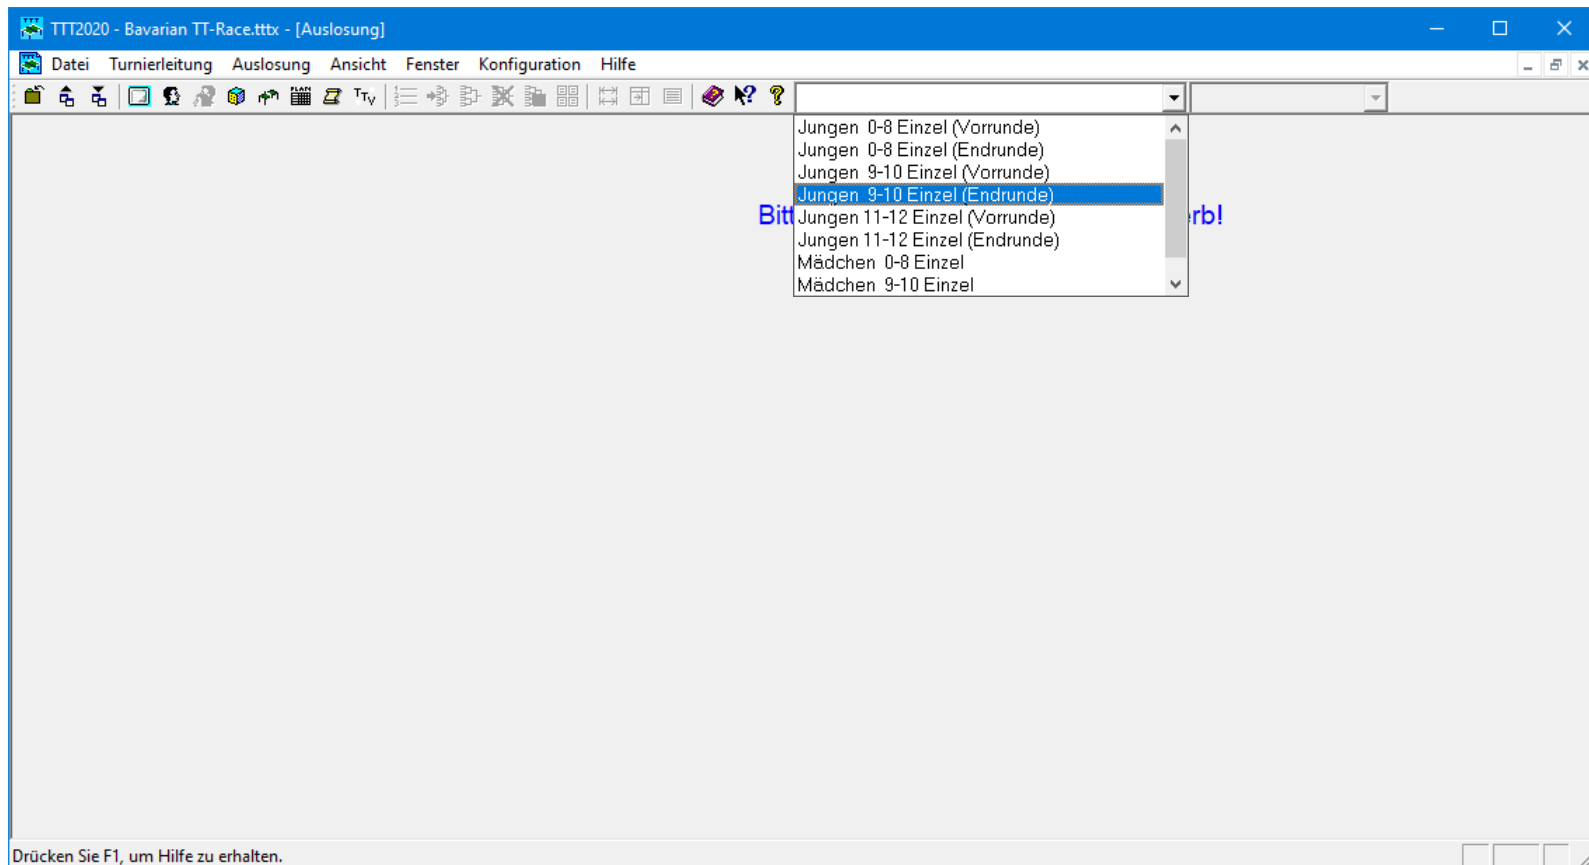 TTT2020 - Bavarian TT-Race.tttx - [Auslosung]
Datei Turnierleitung Auslosung Ansicht Fenster Konfiguration Hilfe
Jungen 0-8 Einzel (Vorrunde)
Jungen 0-8 Einzel (Endrunde)
Jungen 9-10 Einzel (Vorrunde)
Jungen 9-10 Einzel (Endrunde)
Bitt rb!
Jungen 11-12 Einzel (Vorrunde)
Jungen 11-12 Einzel (Endrunde)
Mädchen 0-8 Einzel
Mädchen 9-10 Einzel
Drücken Sie F1, um Hilfe zu erhalten.